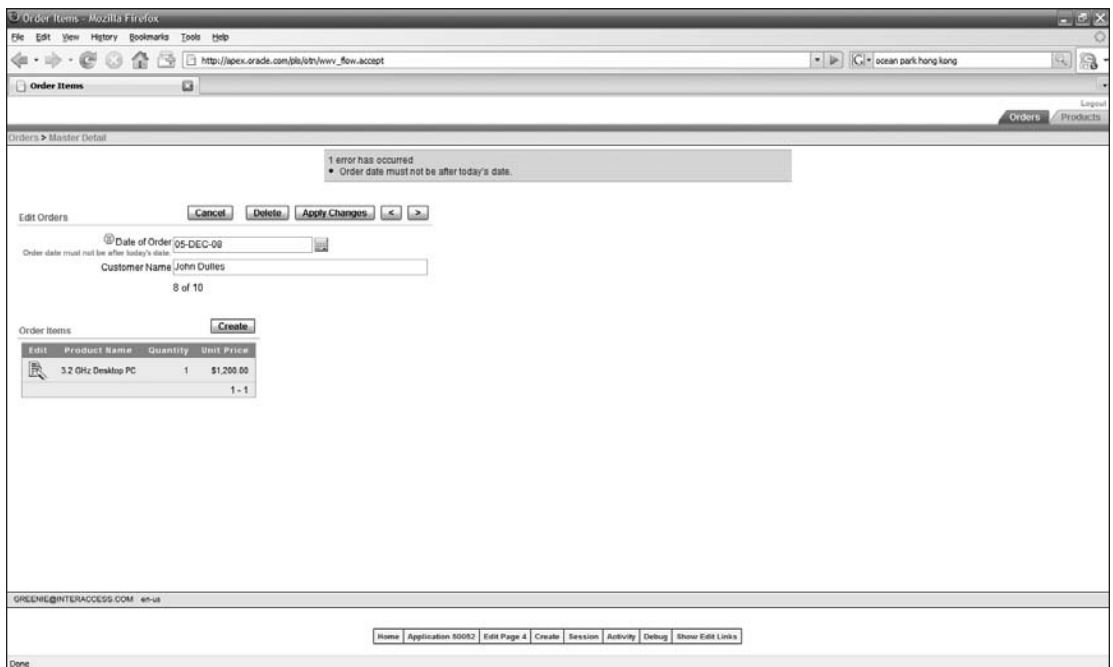 Order Items - Mozilla Firefox
File Edit View History Bookmarks Tools Help
http://apex.oracle.com/pls/otn/wwv_flow.accept
ocean park hong kong
Order Items
Logout
Orders Products
Orders > Master Detail
1 error has occurred
• Order date must not be after today's date.
Edit Orders Cancel Delete Apply Changes < >
Date of Order 05-DEC-08
Order date must not be after today's date.
Customer Name John Dulles
8 of 10
Order Items Create
Edit Product Name Quantity Unit Price
3.2 GHz Desktop PC 1 $1,200.00
1 - 1
GREENIE@INTERACCESS.COM en-us
Home Application 50052 Edit Page 4 Create Session Activity Debug Show Edit Links
Done